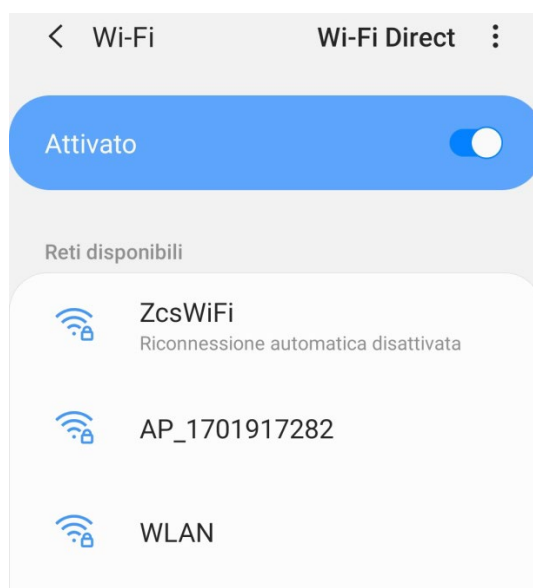 Wi-Fi Wi-Fi Direct
Attivato
Reti disponibili
ZcsWiFi
Riconnessione automatica disattivata
AP_1701917282
WLAN